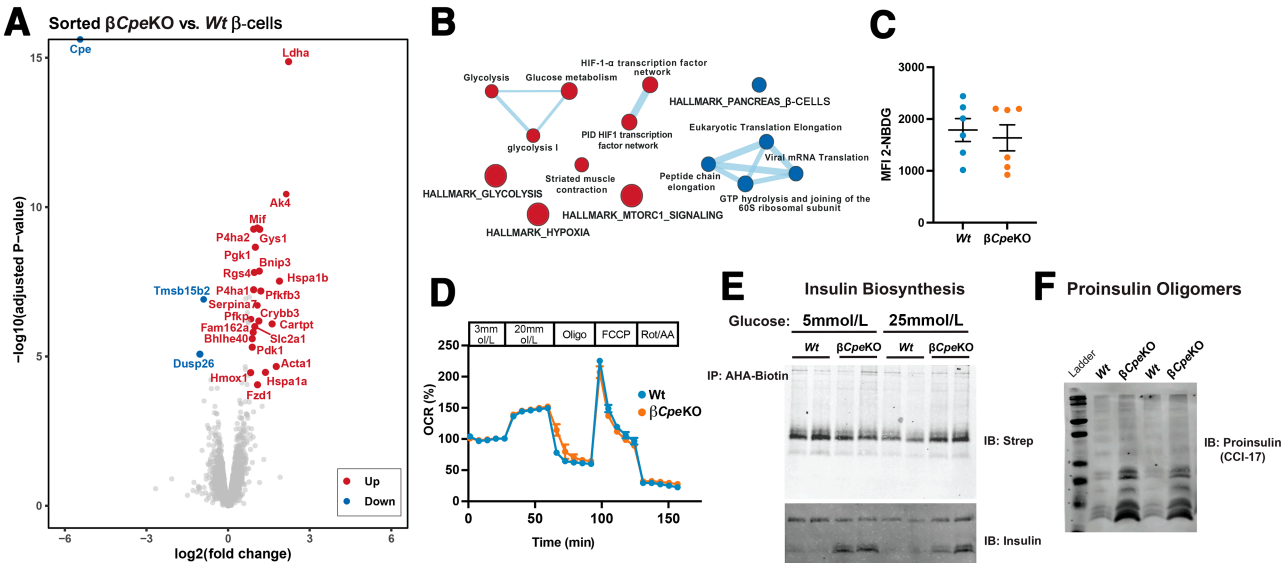 A
Sorted βCpeKO vs. Wt β-cells
−log10(adjusted P−value)
15
10
5
0
Cpe
Ldha
Ak4
Mif
P4ha2
Gys1
Pgk1
Bnip3
Rgs4
Hspa1b
P4ha1
Pfkfb3
Tmsb15b2
Serpina7
Crybb3
Pfkp
Cartpt
Fam162a
Slc2a1
Bhlhe40
Pdk1
Dusp26
Acta1
Hmox1
Hspa1a
Fzd1
Up
Down
−6
−3
0
3
6
log2(fold change)
B
HIF-1-α transcription factor
network
Glycolysis
Glucose metabolism
glycolysis I
PID HIF1 transcription
factor network
HALLMARK_PANCREAS_β-CELLS
Eukaryotic Translation Elongation
Viral mRNA Translation
Peptide chain
elongation
GTP hydrolysis and joining of the
60S ribosomal subunit
Striated muscle
contraction
HALLMARK_GLYCOLYSIS
HALLMARK_MTORC1_SIGNALING
HALLMARK_HYPOXIA
C
MFI 2-NBDG
3000
2000
1000
0
Wt
βCpeKO
D
3mm
ol/L
20mm
ol/L
Oligo
FCCP
Rot/AA
OCR (%)
250
200
150
100
50
0
Wt
βCpeKO
0
50
100
150
Time (min)
E
Insulin Biosynthesis
Glucose:
5mmol/L
25mmol/L
Wt
βCpeKO
Wt
βCpeKO
IP: AHA-Biotin
IB: Strep
IB: Insulin
F
Proinsulin Oligomers
Ladder
Wt
βCpeKO
Wt
βCpeKO
IB: Proinsulin
(CCI-17)